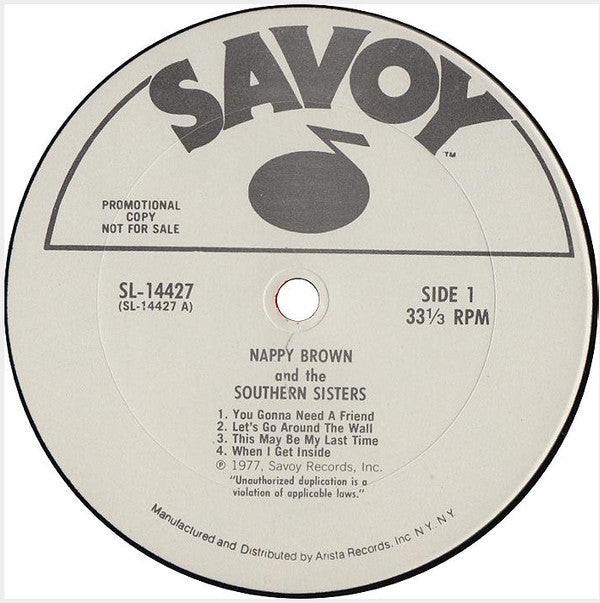 SAVOY
™
PROMOTIONAL
COPY
NOT FOR SALE
SL-14427
(SL-14427 A)
SIDE 1
33⅓ RPM
NAPPY BROWN
and the
SOUTHERN SISTERS
1. You Gonna Need A Friend
2. Let's Go Around The Wall
3. This May Be My Last Time
4. When I Get Inside
℗ 1977, Savoy Records, Inc.
"Unauthorized duplication is a
violation of applicable laws."
Manufactured and Distributed by Arista Records, Inc N.Y. N.Y